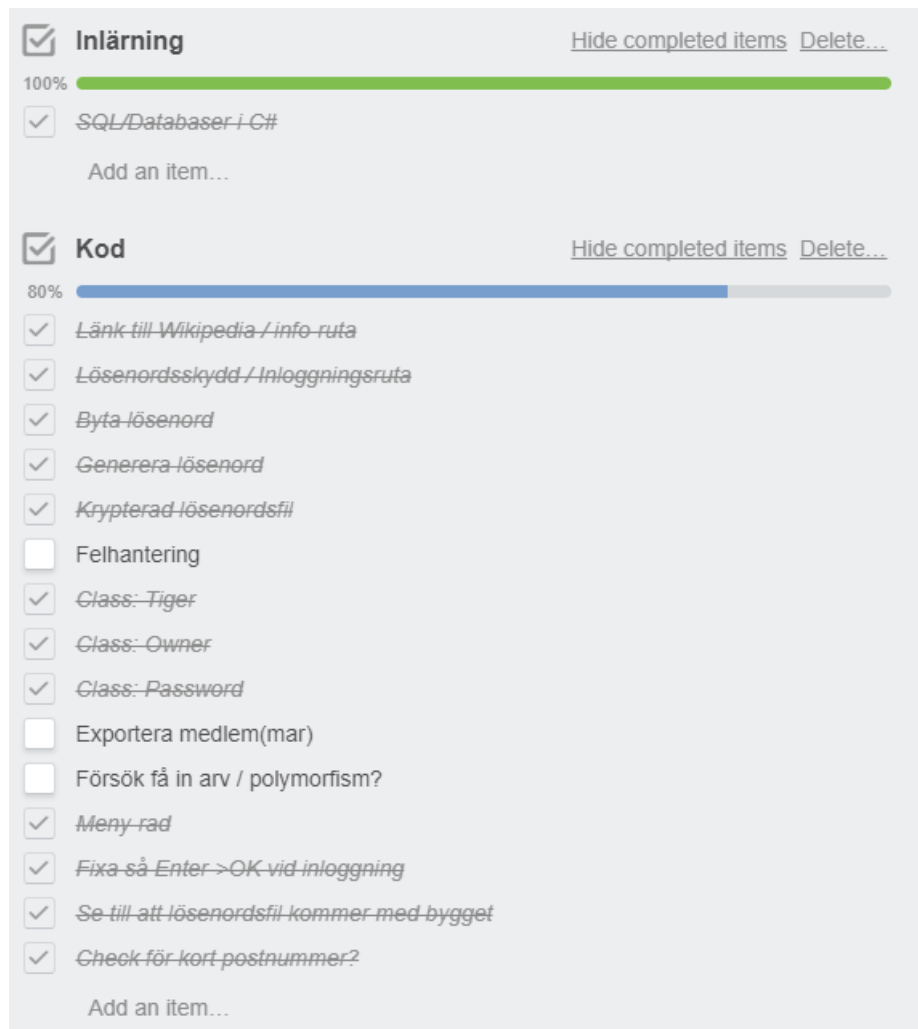 Inlärning Hide completed items Delete...
100%
SQL/Databaser i C#
Add an item...
Kod Hide completed items Delete...
80%
Länk till Wikipedia / info ruta
Lösenordsskydd / Inloggningsruta
Byta lösenord
Generera lösenord
Krypterad lösenordsfil
Felhantering
Class: Tiger
Class: Owner
Class: Password
Exportera medlem(mar)
Försök få in arv / polymorfism?
Meny rad
Fixa så Enter >OK vid inloggning
Se till att lösenordsfil kommer med bygget
Check för kort postnummer?
Add an item...